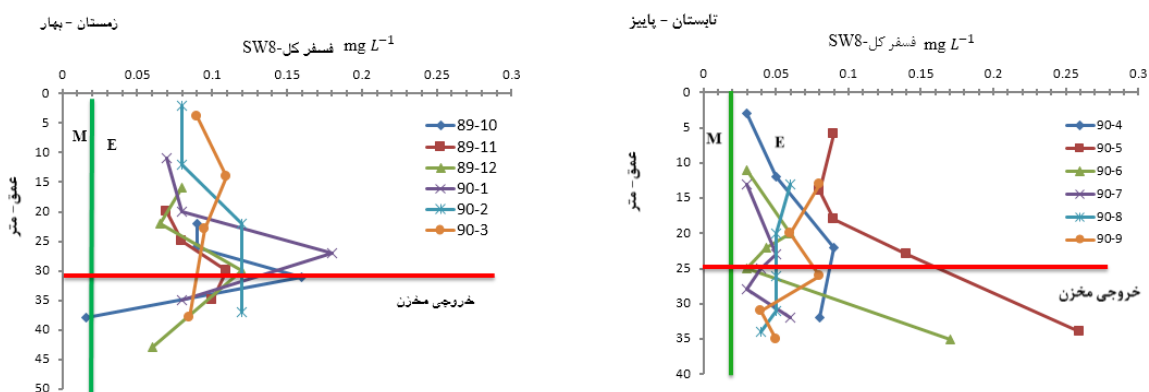 زمستان - بهار
فسفر کل-SW8 mg L⁻¹
0 0.05 0.1 0.15 0.2 0.25 0.3
0
5
10
15
20
25
30
35
40
45
50
عمق - متر
M E
89-10
89-11
89-12
90-1
90-2
90-3
خروجی مخزن
تابستان - پاییز
فسفر کل-SW8 mg L⁻¹
0 0.05 0.1 0.15 0.2 0.25 0.3
0
5
10
15
20
25
30
35
40
عمق - متر
M E
90-4
90-5
90-6
90-7
90-8
90-9
خروجی مخزن